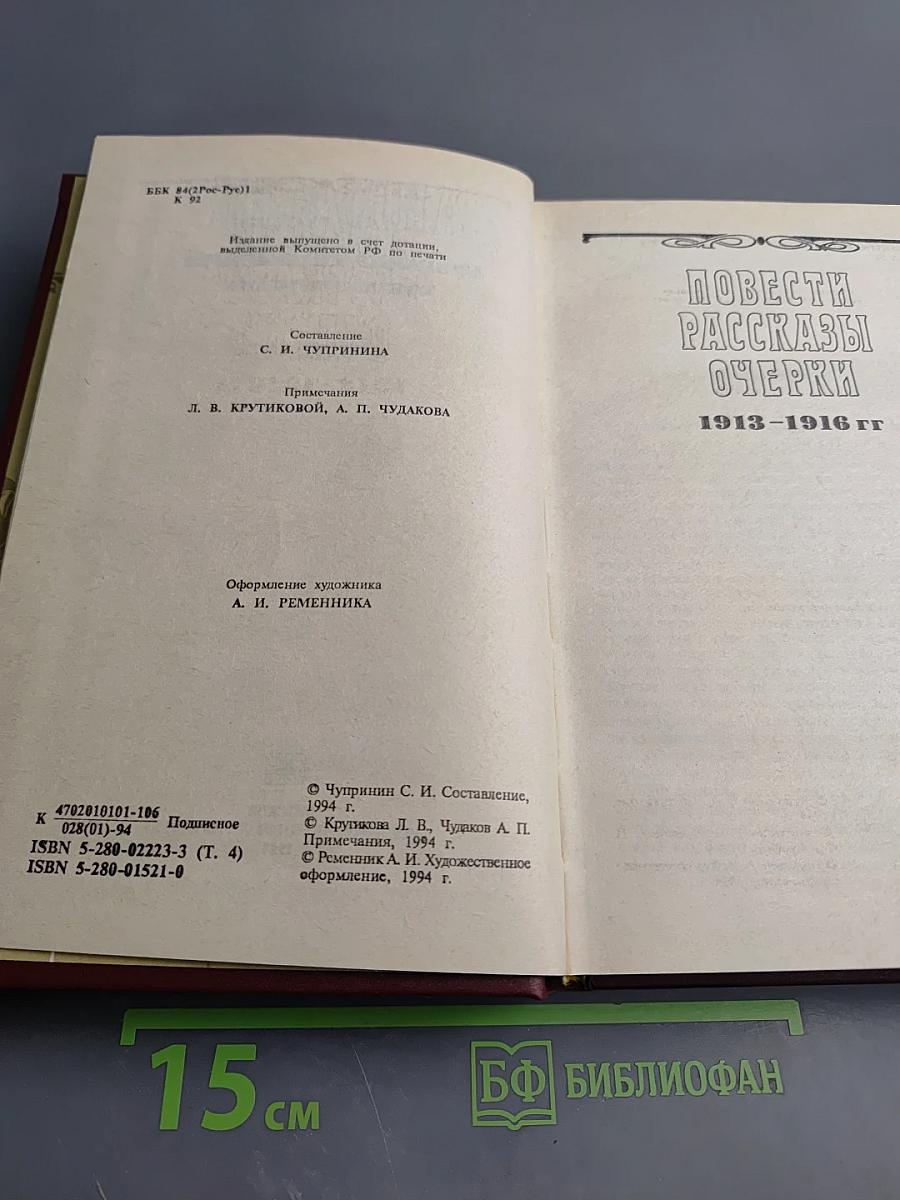 ББК 84(2Рос-Рус)1
К 92
Издание выпущено в счет дотации,
выделенной Комитетом РФ по печати
Составление
С. И. ЧУПРИНИНА
Примечания
Л. В. КРУТИКОВОЙ, А. П. ЧУДАКОВА
Оформление художника
А. И. РЕМЕННИКА
К 4702010101-106
028(01)-94 Подписное
ISBN 5-280-02223-3 (Т. 4)
ISBN 5-280-01521-0
© Чупринин С. И. Составление,
1994 г.
© Крутикова Л. В., Чудаков А. П.
Примечания, 1994 г.
© Ременник А. И. Художественное
оформление, 1994 г.
ПОВЕСТИ
РАССКАЗЫ
ОЧЕРКИ
1913–1916 гг
15 см
БФ БИБЛИОФАН